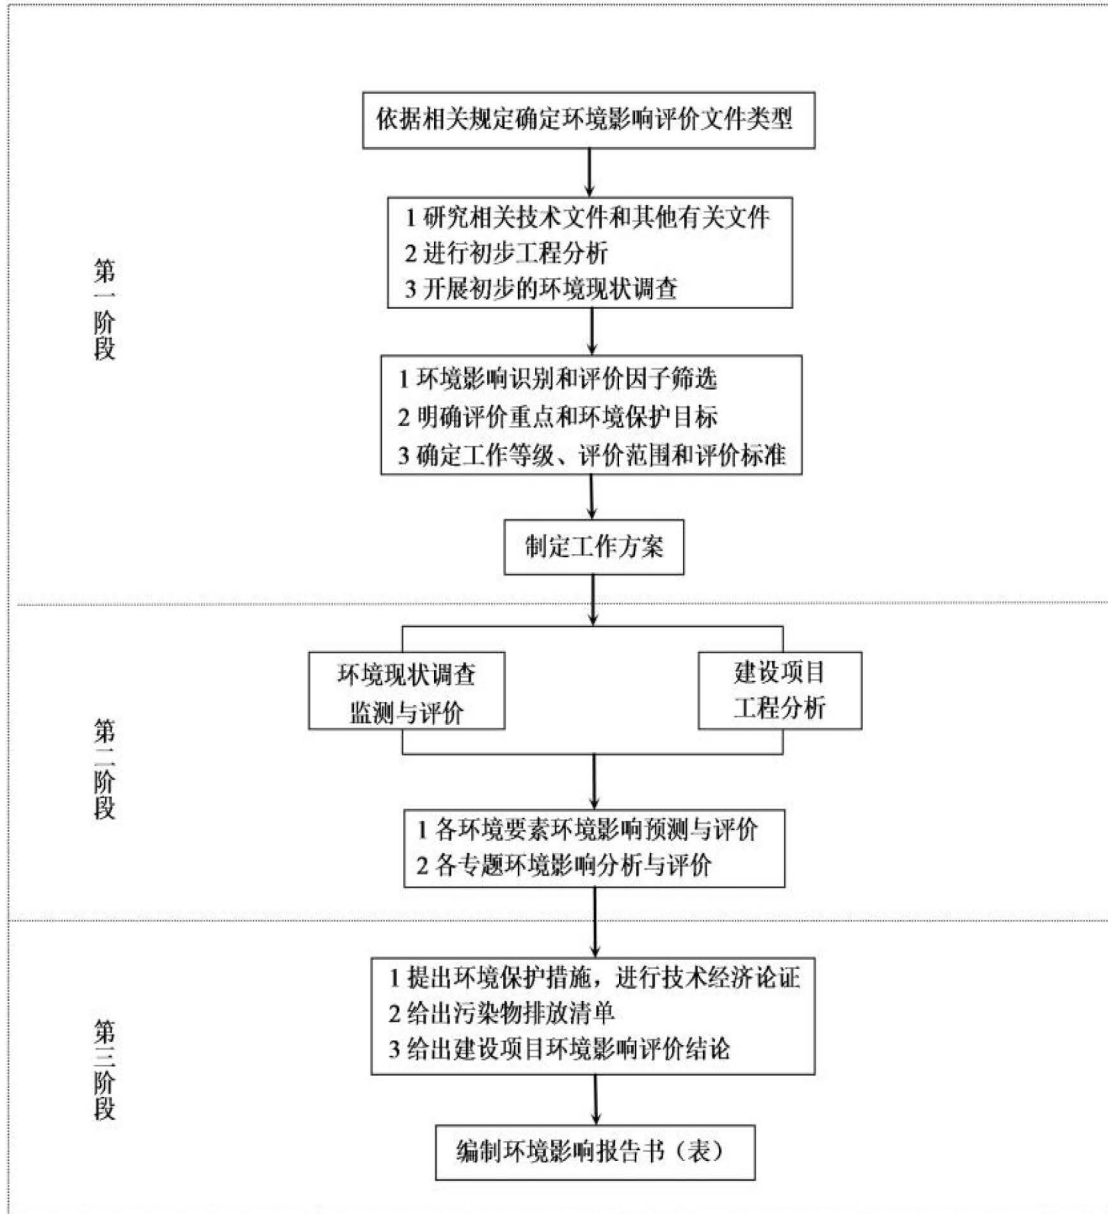 依据相关规定确定环境影响评价文件类型
1 研究相关技术文件和其他有关文件
2 进行初步工程分析
3 开展初步的环境现状调查
第一阶段
1 环境影响识别和评价因子筛选
2 明确评价重点和环境保护目标
3 确定工作等级、评价范围和评价标准
制定工作方案
环境现状调查
监测与评价
建设项目
工程分析
第二阶段
1 各环境要素环境影响预测与评价
2 各专题环境影响分析与评价
1 提出环境保护措施，进行技术经济论证
2 给出污染物排放清单
3 给出建设项目环境影响评价结论
第三阶段
编制环境影响报告书（表）